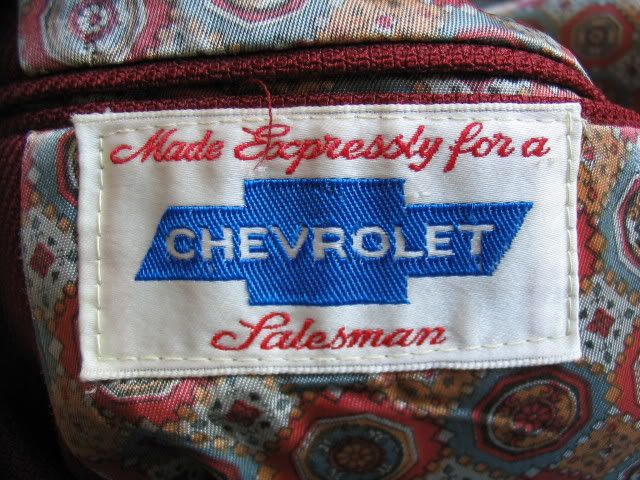 Made Expressly for a
CHEVROLET
Salesman